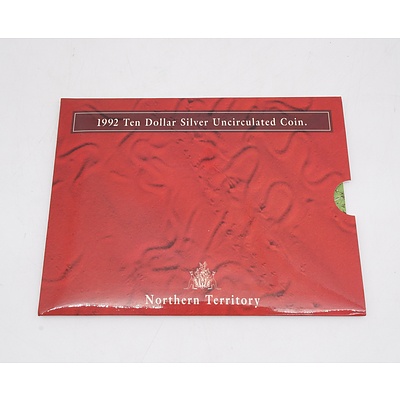 1992 Ten Dollar Silver Uncirculated Coin.
Northern Territory